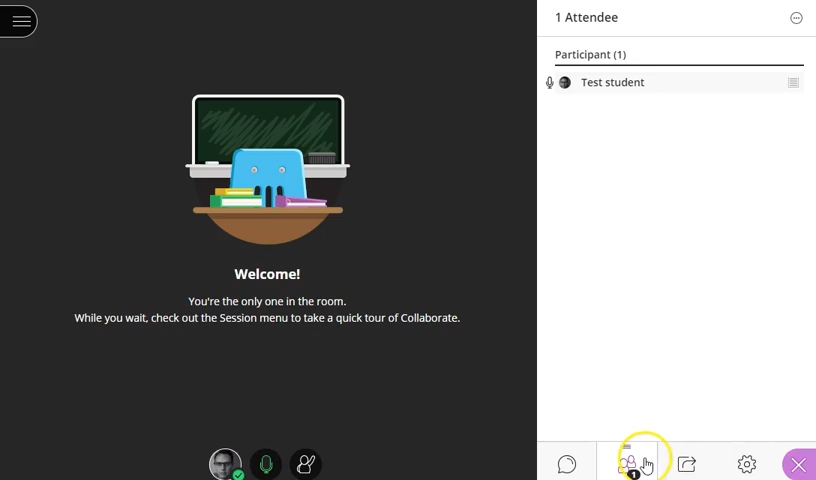 1 Attendee
Participant (1)
Test student
Welcome!
You're the only one in the room.
While you wait, check out the Session menu to take a quick tour of Collaborate.
1